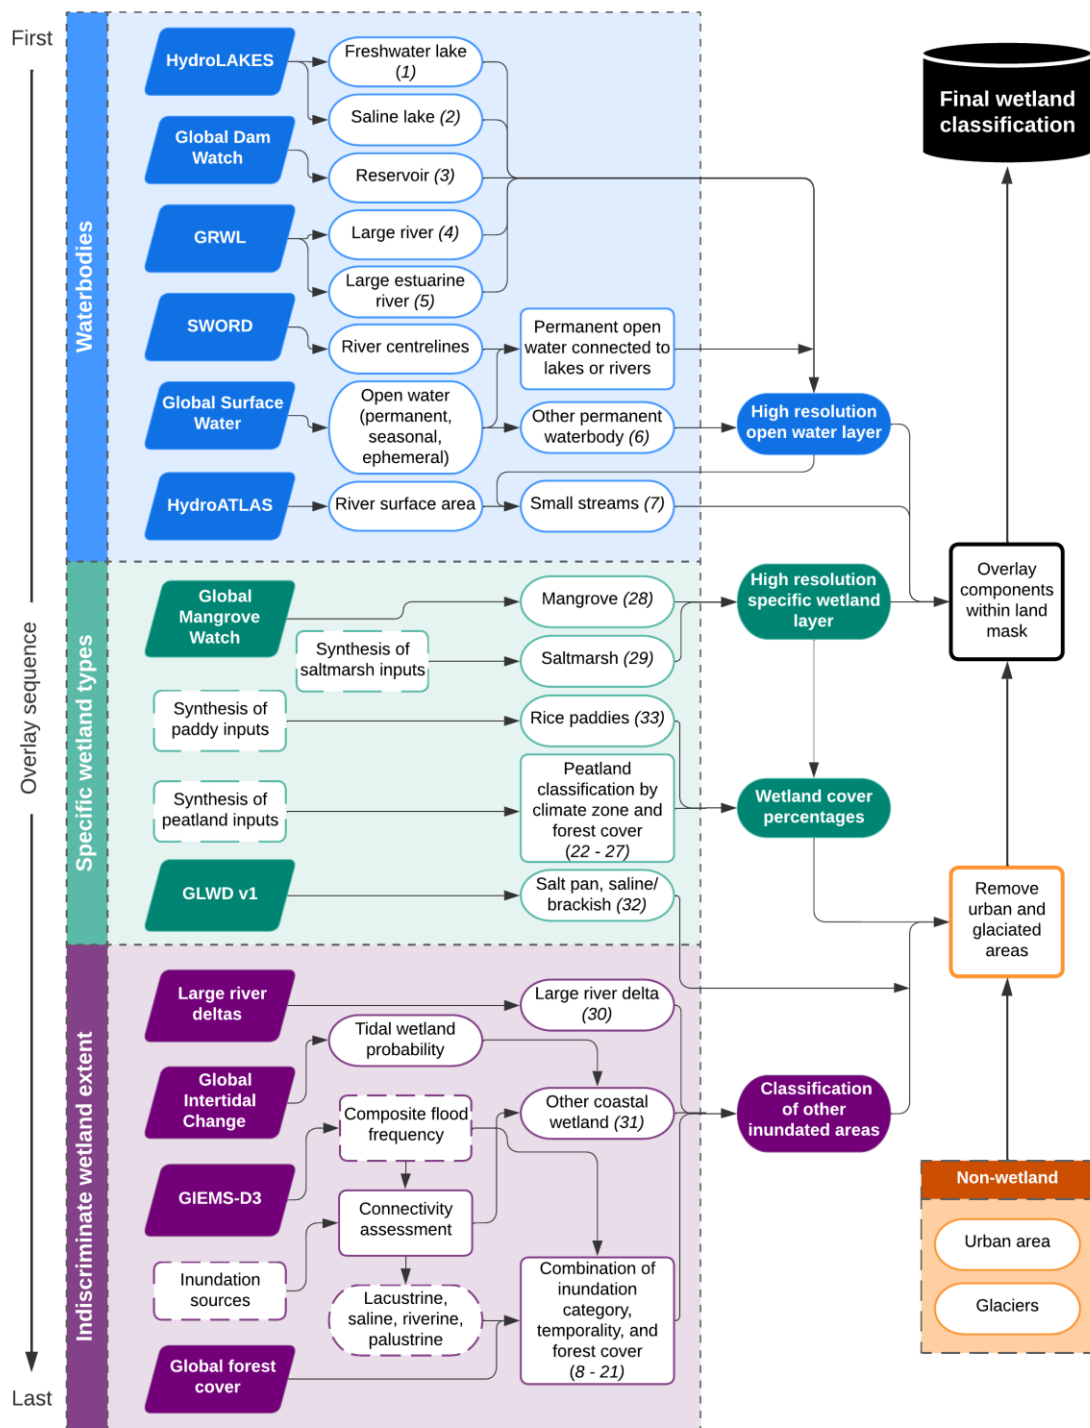 First
Overlay sequence
Last
Waterbodies
HydroLAKES
Freshwater lake
(1)
Saline lake (2)
Global Dam
Watch
Reservoir (3)
GRWL
Large river (4)
Large estuarine
river (5)
SWORD
River centrelines
Permanent open
water connected to
lakes or rivers
Global Surface
Water
Open water
(permanent,
seasonal,
ephemeral)
Other permanent
waterbody (6)
High resolution
open water layer
HydroATLAS
River surface area
Small streams (7)
Final wetland
classification
Overlay
components
within land
mask
Specific wetland types
Global
Mangrove
Watch
Mangrove (28)
High resolution
specific wetland
layer
Synthesis of
saltmarsh inputs
Saltmarsh (29)
Synthesis of
paddy inputs
Rice paddies (33)
Synthesis of
peatland inputs
Peatland
classification by
climate zone and
forest cover
(22 - 27)
Wetland cover
percentages
GLWD v1
Salt pan, saline/
brackish (32)
Remove
urban and
glaciated
areas
Indiscriminate wetland extent
Large river
deltas
Large river delta
(30)
Tidal wetland
probability
Global
Intertidal
Change
Composite flood
frequency
Other coastal
wetland (31)
Classification
of other
inundated areas
GIEMS-D3
Connectivity
assessment
Inundation
sources
Lacustrine,
saline, riverine,
palustrine
Combination of
inundation
category,
temporality, and
forest cover
(8 - 21)
Global forest
cover
Non-wetland
Urban area
Glaciers